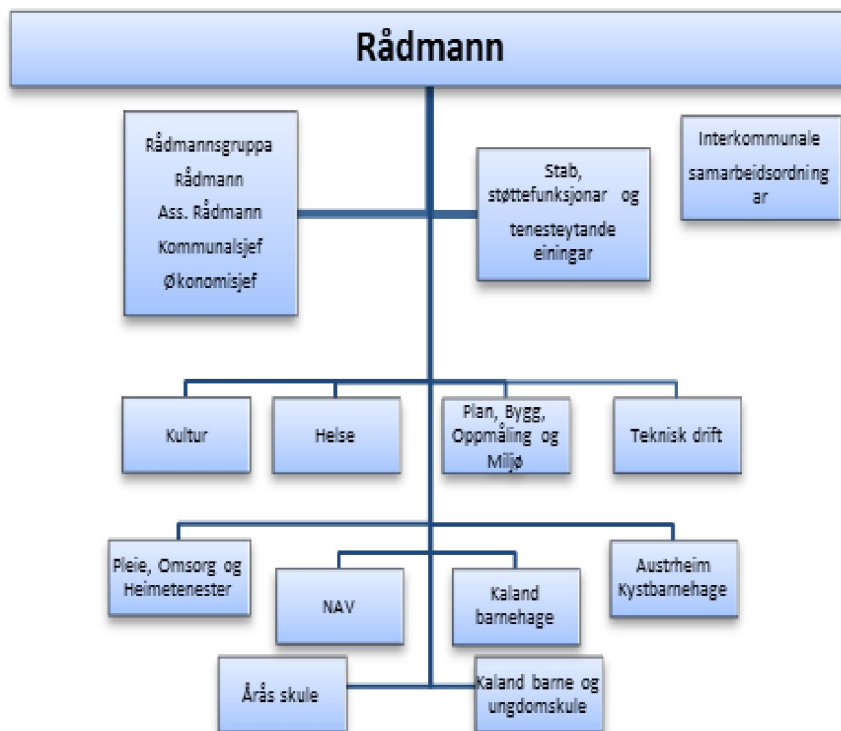 Rådmann
Rådmannsgruppa
Rådmann
Ass. Rådmann
Kommunalsjef
Økonomisjef
Stab,
støttefunksjonar og
tenesteytande
einingar
Interkommunale
samarbeidsordning
ar
Kultur
Helse
Plan, Bygg,
Oppmåling og
Miljø
Teknisk drift
Pleie, Omsorg og
Heimetenester
NAV
Kaland
barnehage
Austrheim
Kystbarnehage
Årås skule
Kaland barne og
ungdomskule